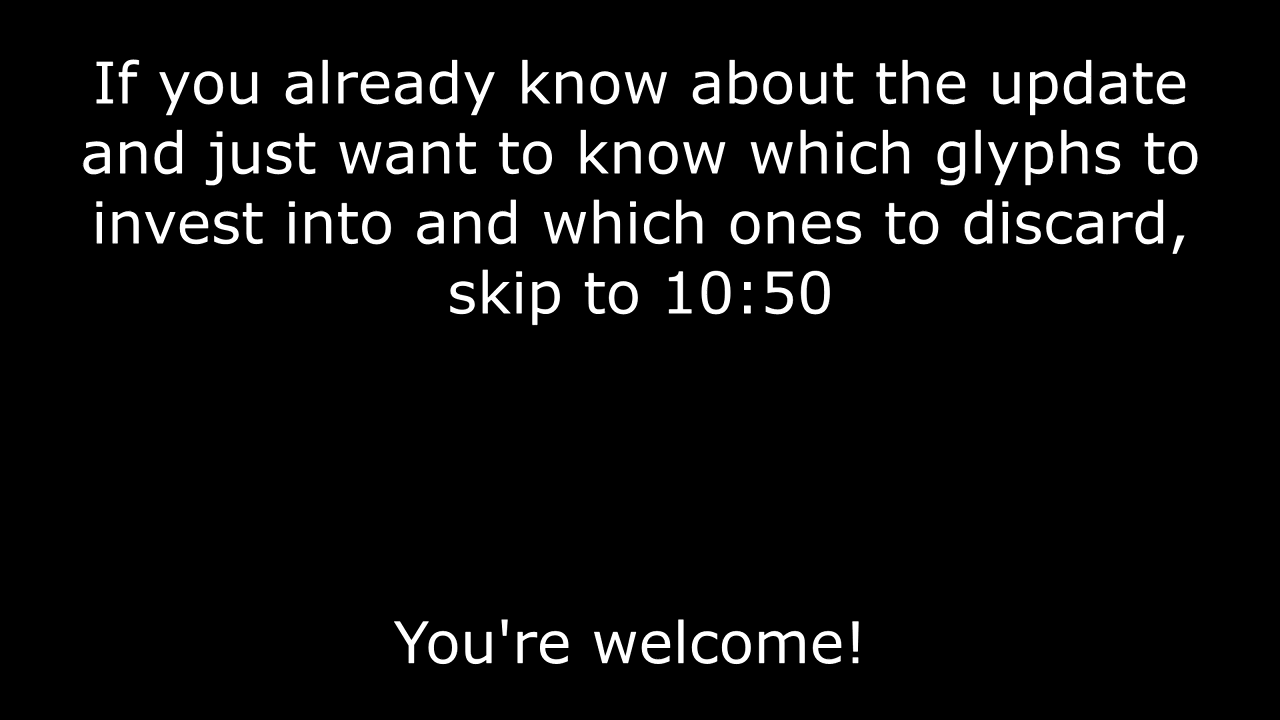 If you already know about the update
and just want to know which glyphs to
invest into and which ones to discard,
skip to 10:50
You're welcome!